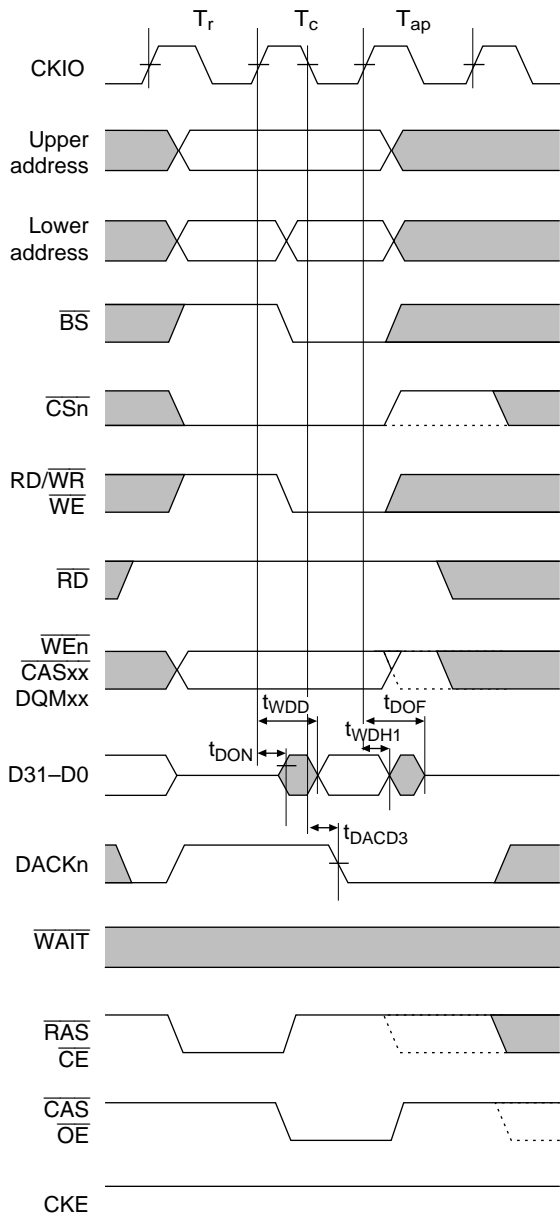 Tr Tc Tap
CKIO
Upper
address
Lower
address
BS
CSn
RD/WR
WE
RD
WEn
CASxx
DQMxx
tWDD tDOF
tDON tWDH1
D31–D0
tDACD3
DACKn
WAIT
RAS
CE
CAS
OE
CKE